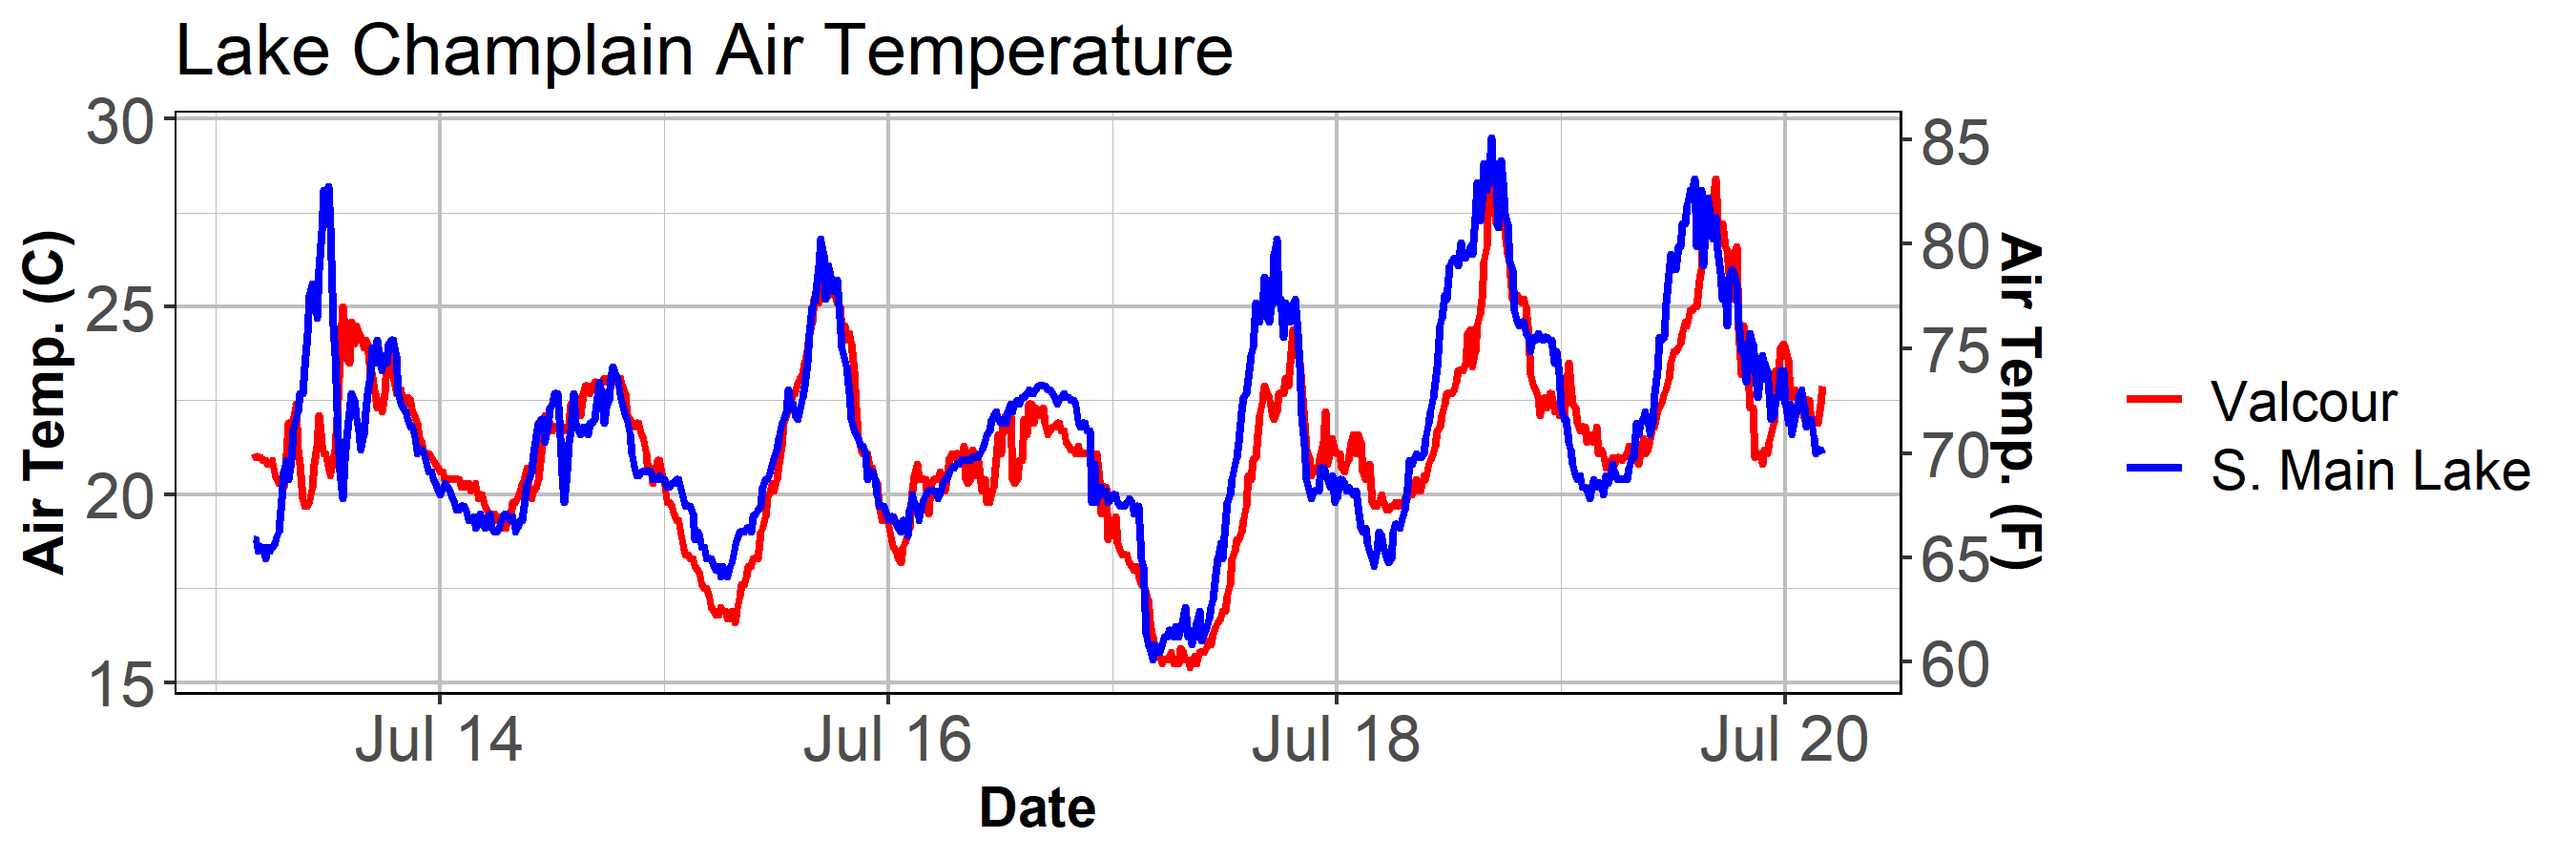 Lake Champlain Air Temperature
Air Temp. (C)
30
25
20
15
85
80
75
70
65
60
Air Temp. (F)
Jul 14
Jul 16
Jul 18
Jul 20
Date
Valcour
S. Main Lake